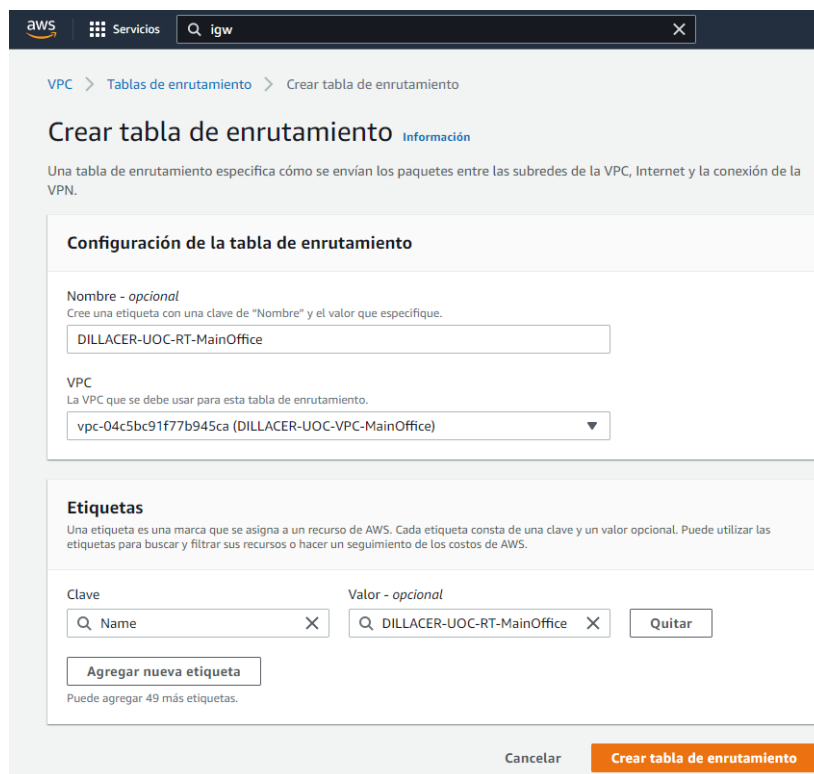 aws Servicios igw
VPC > Tablas de enrutamiento > Crear tabla de enrutamiento
Crear tabla de enrutamiento Información
Una tabla de enrutamiento especifica cómo se envían los paquetes entre las subredes de la VPC, Internet y la conexión de la
VPN.
Configuración de la tabla de enrutamiento
Nombre - opcional
Cree una etiqueta con una clave de "Nombre" y el valor que especifique.
DILLACER-UOC-RT-MainOffice
VPC
La VPC que se debe usar para esta tabla de enrutamiento.
vpc-04c5bc91f77b945ca (DILLACER-UOC-VPC-MainOffice)
Etiquetas
Una etiqueta es una marca que se asigna a un recurso de AWS. Cada etiqueta consta de una clave y un valor opcional. Puede utilizar las
etiquetas para buscar y filtrar sus recursos o hacer un seguimiento de los costos de AWS.
Clave Valor - opcional
Name DILLACER-UOC-RT-MainOffice Quitar
Agregar nueva etiqueta
Puede agregar 49 más etiquetas.
Cancelar Crear tabla de enrutamiento